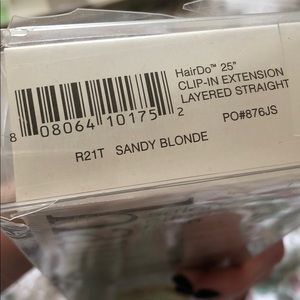 HairDo™ 25"
CLIP-IN EXTENSION
LAYERED STRAIGHT
8 08064 10175 2
PO#876JS
R21T SANDY BLONDE